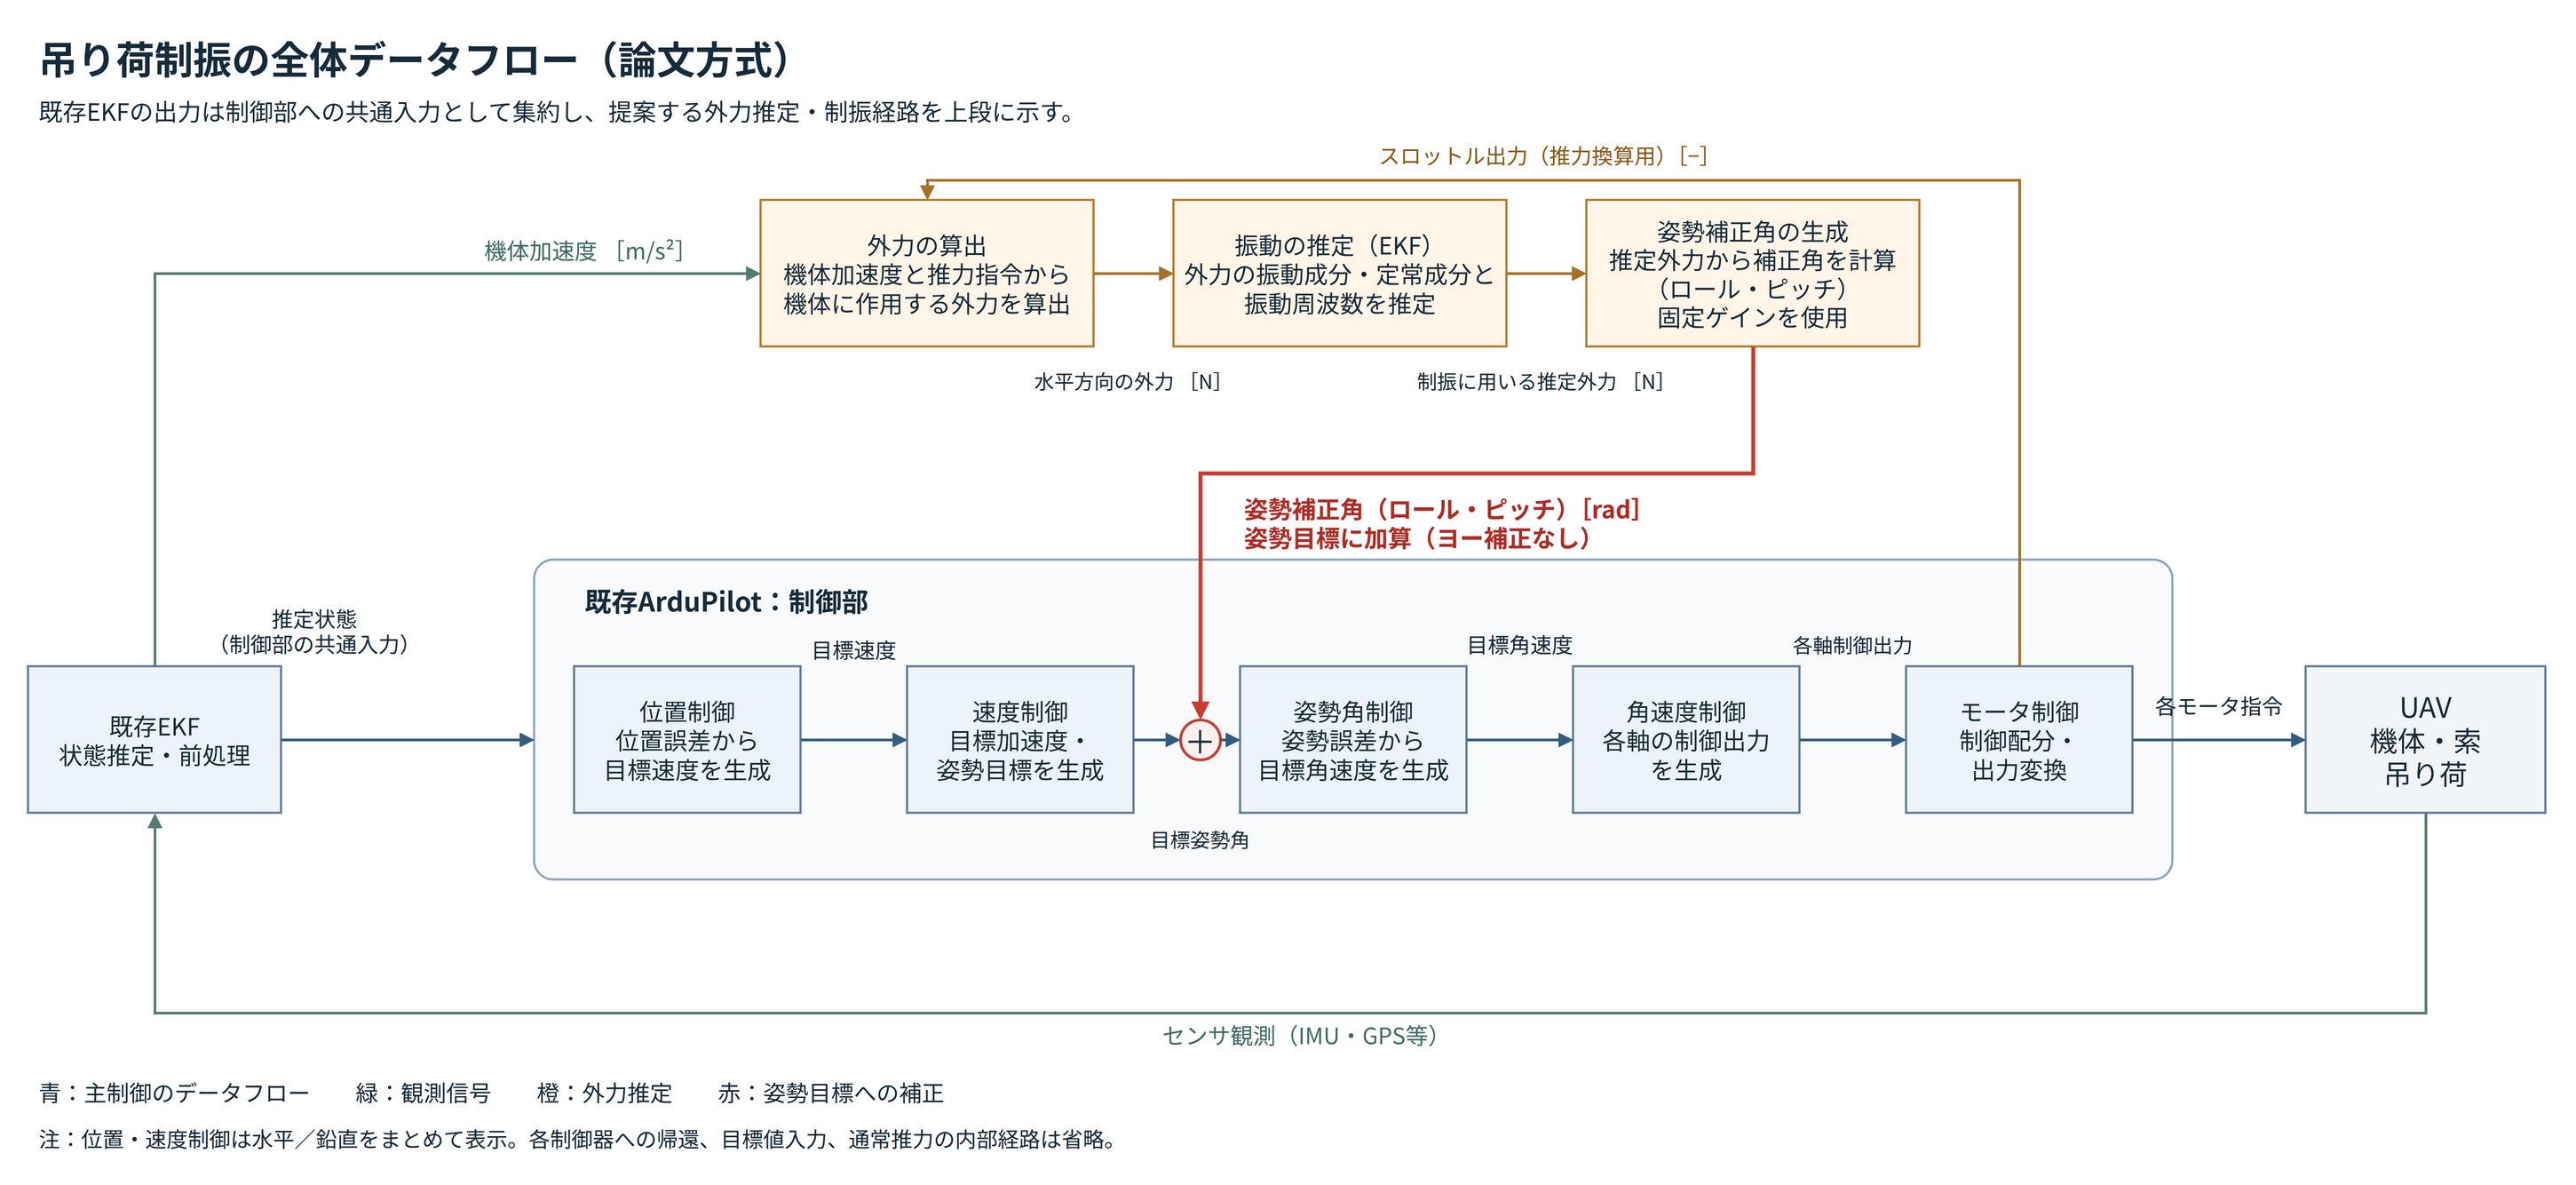 吊り荷制振の全体データフロー（論文方式）
既存EKFの出力は制御部への共通入力として集約し、提案する外力推定・制振経路を上段に示す。
スロットル出力（推力換算用）[−]
機体加速度 [m/s²]
外力の算出
機体加速度と推力指令から
機体に作用する外力を算出
振動の推定（EKF）
外力の振動成分・定常成分と
振動周波数を推定
姿勢補正角の生成
推定外力から補正角を計算
（ロール・ピッチ）
固定ゲインを使用
水平方向の外力 [N]
制振に用いる推定外力 [N]
姿勢補正角（ロール・ピッチ）[rad]
姿勢目標に加算（ヨー補正なし）
既存ArduPilot：制御部
推定状態
（制御部の共通入力）
目標速度
目標角速度
各軸制御出力
各モータ指令
既存EKF
状態推定・前処理
位置制御
位置誤差から
目標速度を生成
速度制御
目標加速度・
姿勢目標を生成
＋
姿勢角制御
姿勢誤差から
目標角速度を生成
角速度制御
各軸の制御出力
を生成
モータ制御
制御配分・
出力変換
UAV
機体・索
吊り荷
目標姿勢角
センサ観測（IMU・GPS等）
青：主制御のデータフロー　緑：観測信号　橙：外力推定　赤：姿勢目標への補正
注：位置・速度制御は水平／鉛直をまとめて表示。各制御器への帰還、目標値入力、通常推力の内部経路は省略。